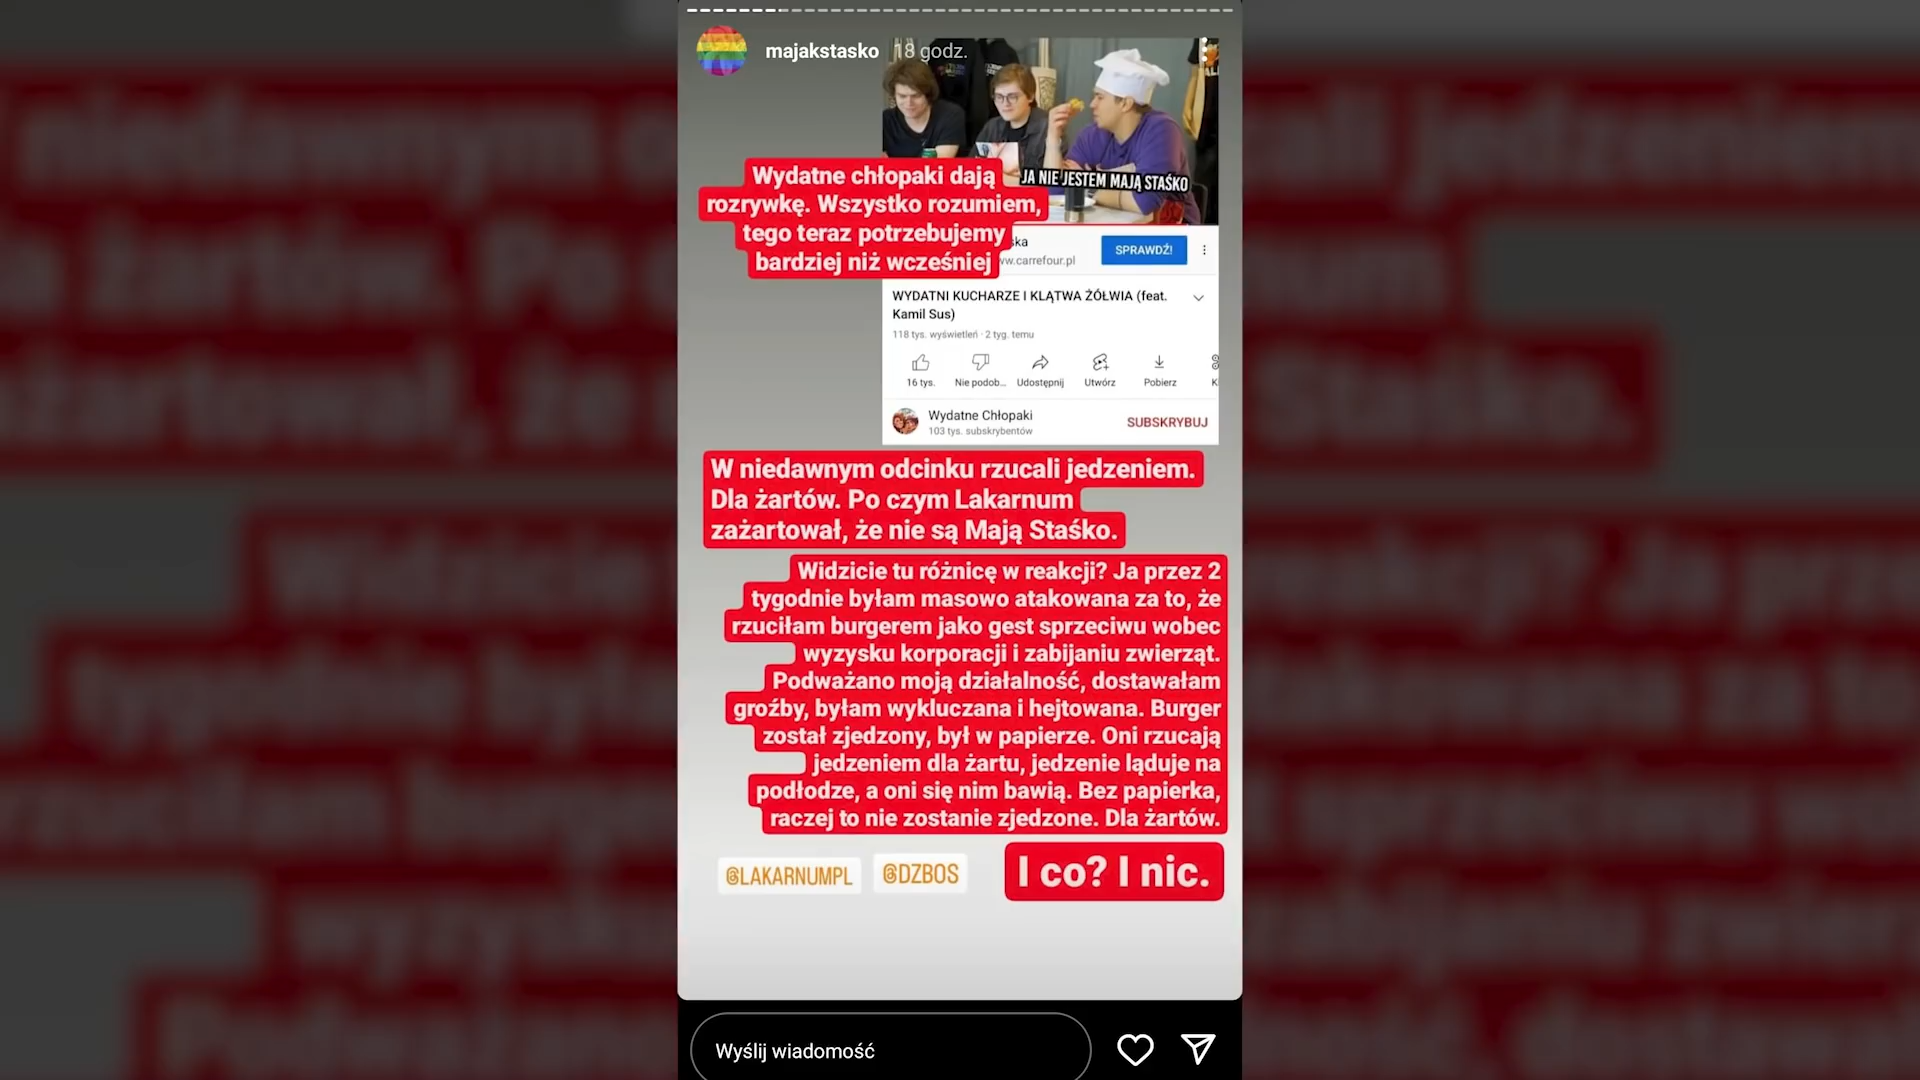 majakstasko 18 godz.
JA NIE JESTEM MAJĄ STAŚKO
Wydatne chłopaki dają
rozrywkę. Wszystko rozumiem,
tego teraz potrzebujemy
bardziej niż wcześniej
www.carrefour.pl
SPRAWDŹ!
WYDATNI KUCHARZE I KLĄTWA ŻÓŁWIA (feat.
Kamil Sus)
118 tys. wyświetleń · 2 tyg. temu
16 tys. Nie podob... Udostępnij Utwórz Pobierz
Wydatne Chłopaki
103 tys. subskrybentów
SUBSKRYBUJ
W niedawnym odcinku rzucali jedzeniem.
Dla żartów. Po czym Lakarnum
zażartował, że nie są Mają Staśko.
Widzicie tu różnicę w reakcji? Ja przez 2
tygodnie byłam masowo atakowana za to, że
rzuciłam burgerem jako gest sprzeciwu wobec
wyzysku korporacji i zabijaniu zwierząt.
Podważano moją działalność, dostawałam
groźby, byłam wykluczana i hejtowana. Burger
został zjedzony, był w papierze. Oni rzucają
jedzeniem dla żartu, jedzenie ląduje na
podłodze, a oni się nim bawią. Bez papierka,
raczej to nie zostanie zjedzone. Dla żartów.
@LAKARNUMPL @DZBOS I co? I nic.
Wyślij wiadomość